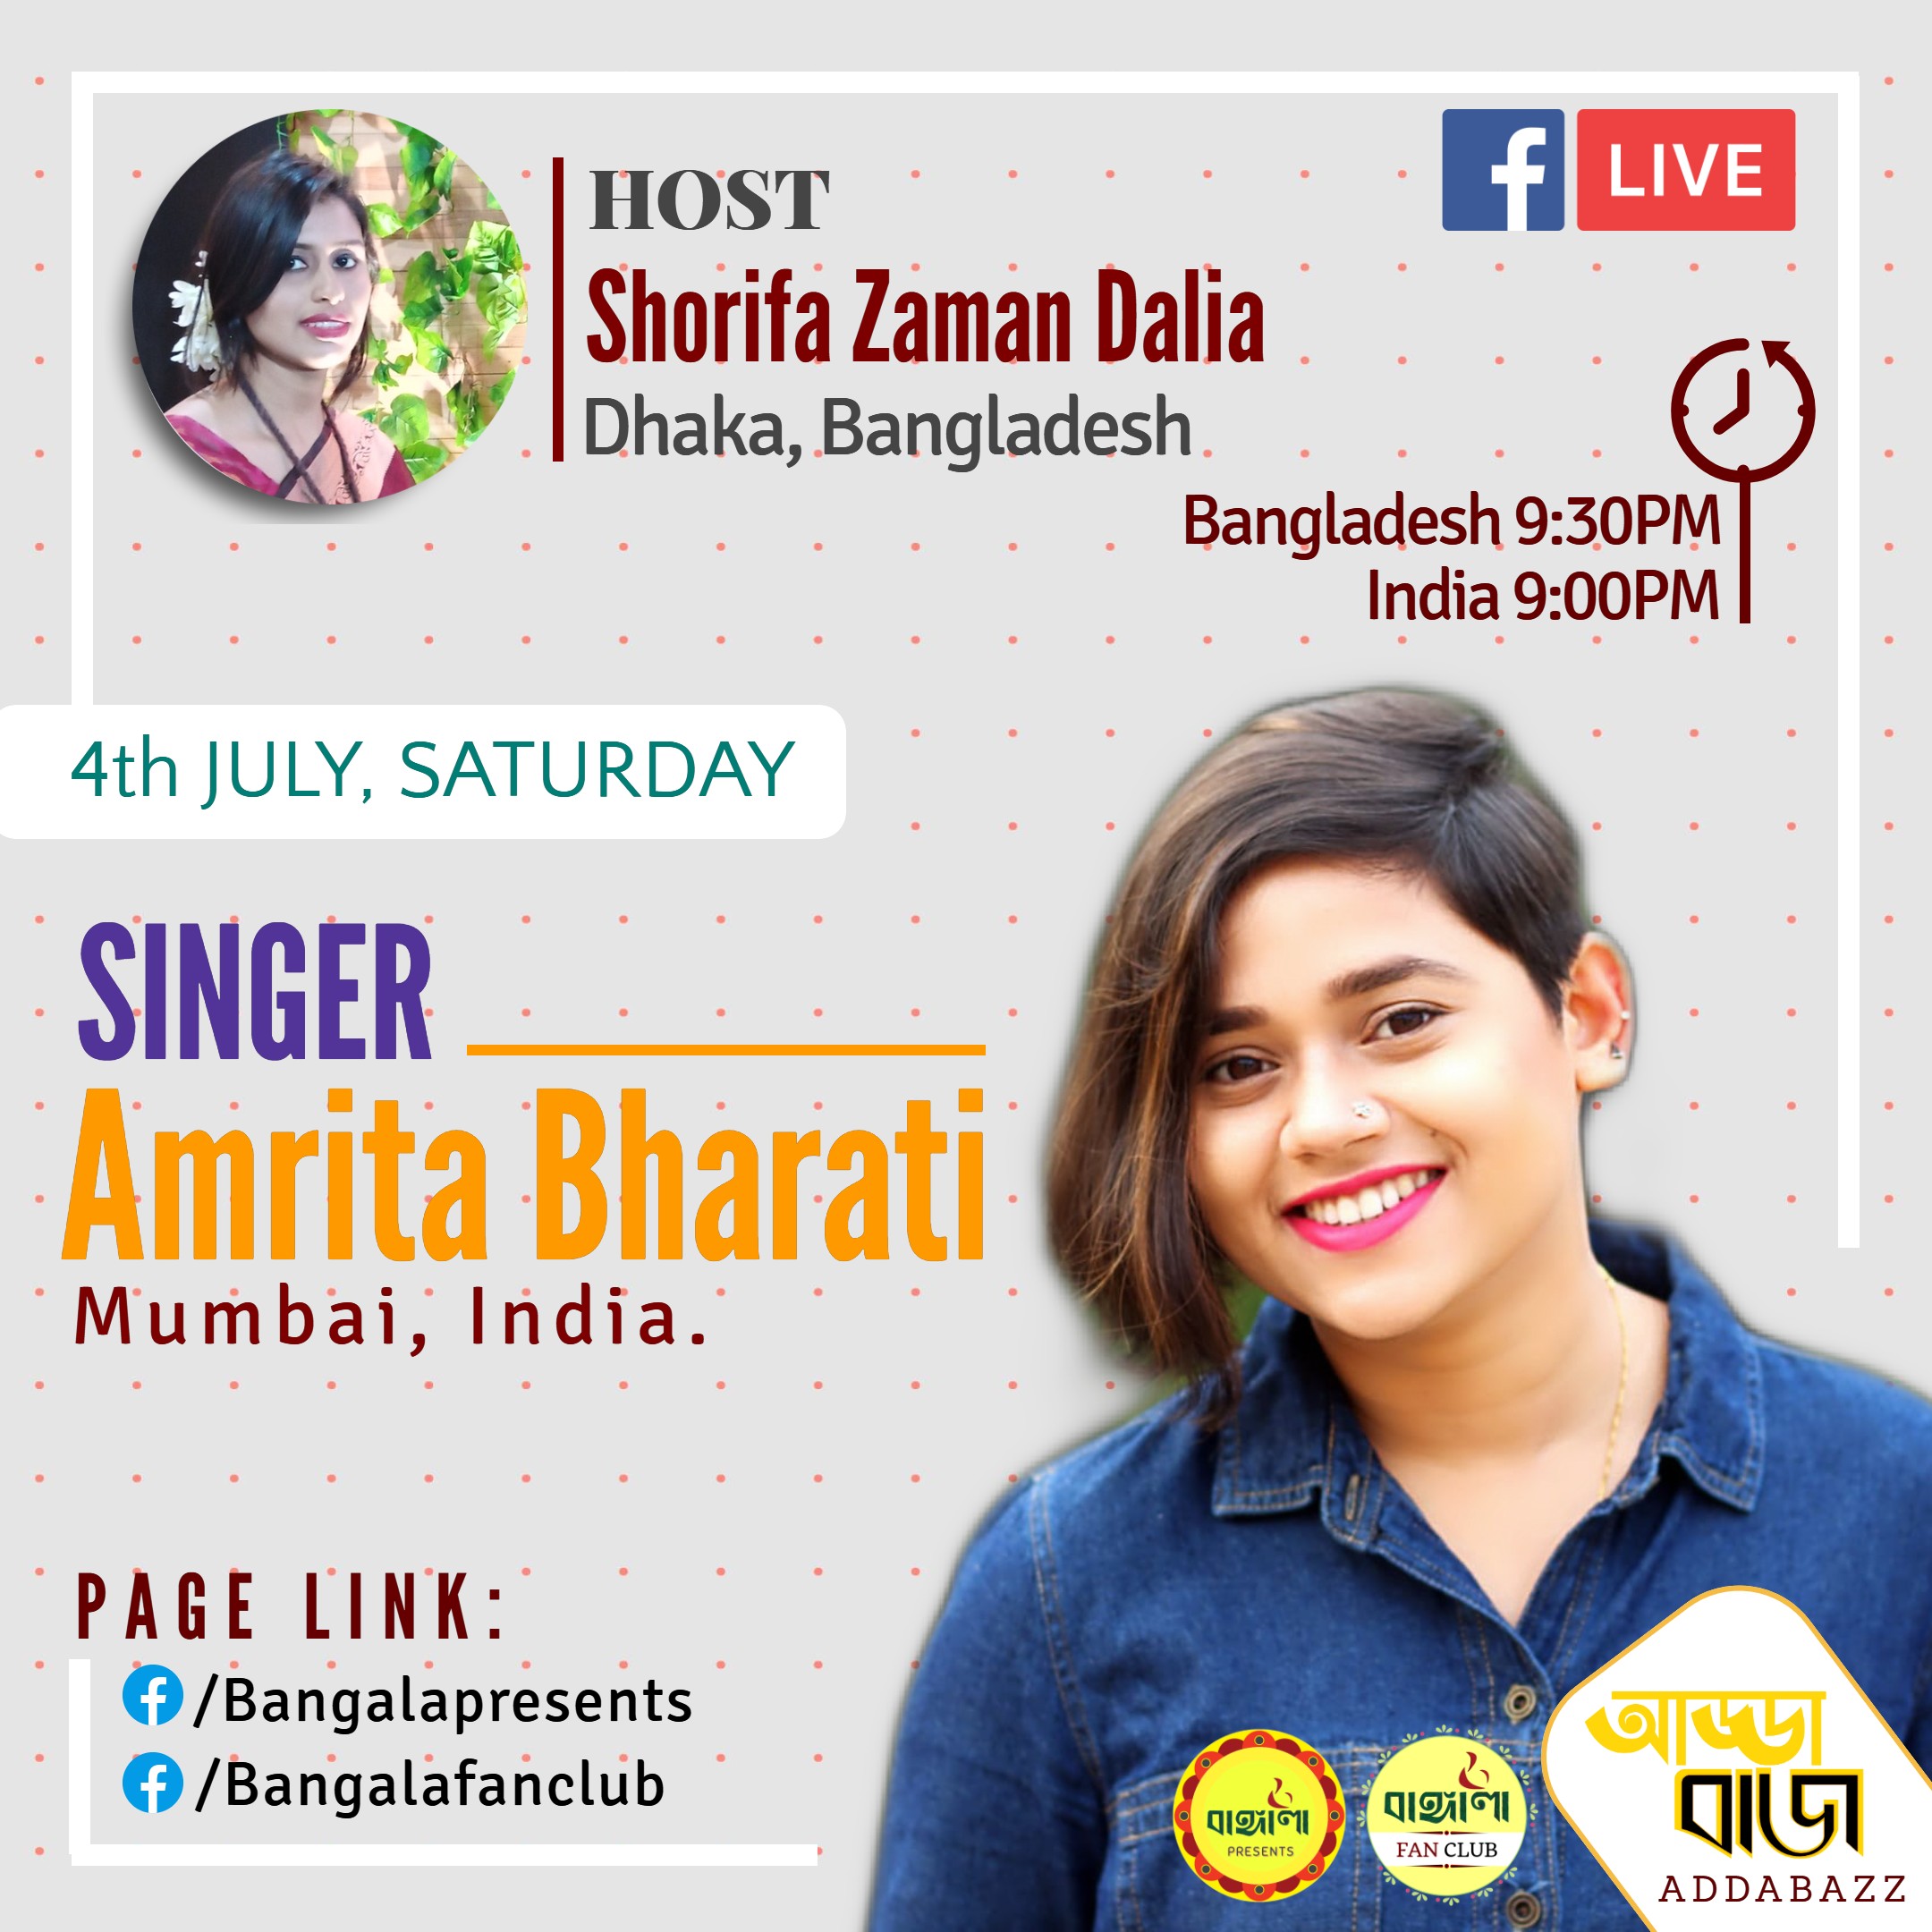 HOST
Shorifa Zaman Dalia
Dhaka, Bangladesh
f LIVE
Bangladesh 9:30PM
India 9:00PM
4th JULY, SATURDAY
SINGER
Amrita Bharati
Mumbai, India.
PAGE LINK:
/Bangalapresents
/Bangalafanclub
বাঙ্গালা
PRESENTS
বাঙ্গালা
FAN CLUB
আড্ডা
বাজ
ADDABAZZ